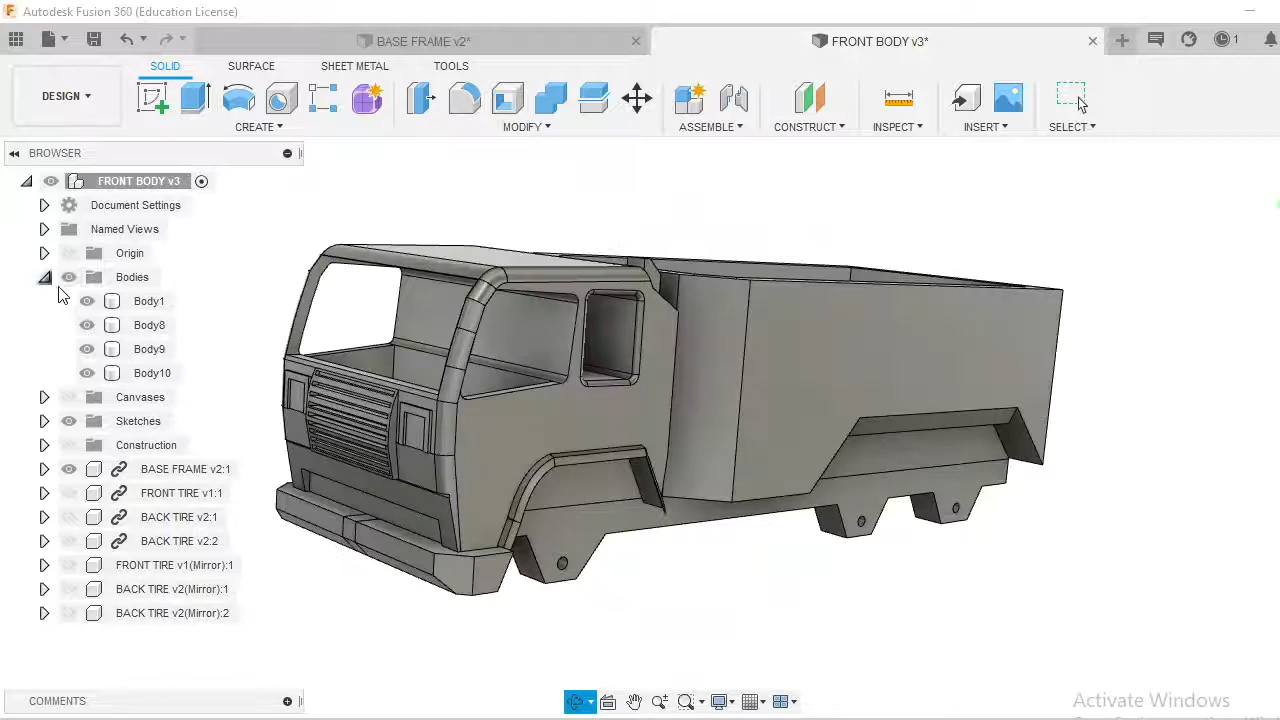 Autodesk Fusion 360 (Education License)
BASE FRAME v2*
FRONT BODY v3*
1
DESIGN
SOLID
SURFACE
SHEET METAL
TOOLS
CREATE
MODIFY
ASSEMBLE
CONSTRUCT
INSPECT
INSERT
SELECT
BROWSER
FRONT BODY v3
Document Settings
Named Views
Origin
Bodies
Body1
Body8
Body9
Body10
Canvases
Sketches
Construction
BASE FRAME v2:1
FRONT TIRE v1:1
BACK TIRE v2:1
BACK TIRE v2:2
FRONT TIRE v1(Mirror):1
BACK TIRE v2(Mirror):1
BACK TIRE v2(Mirror):2
COMMENTS
Activate Windows